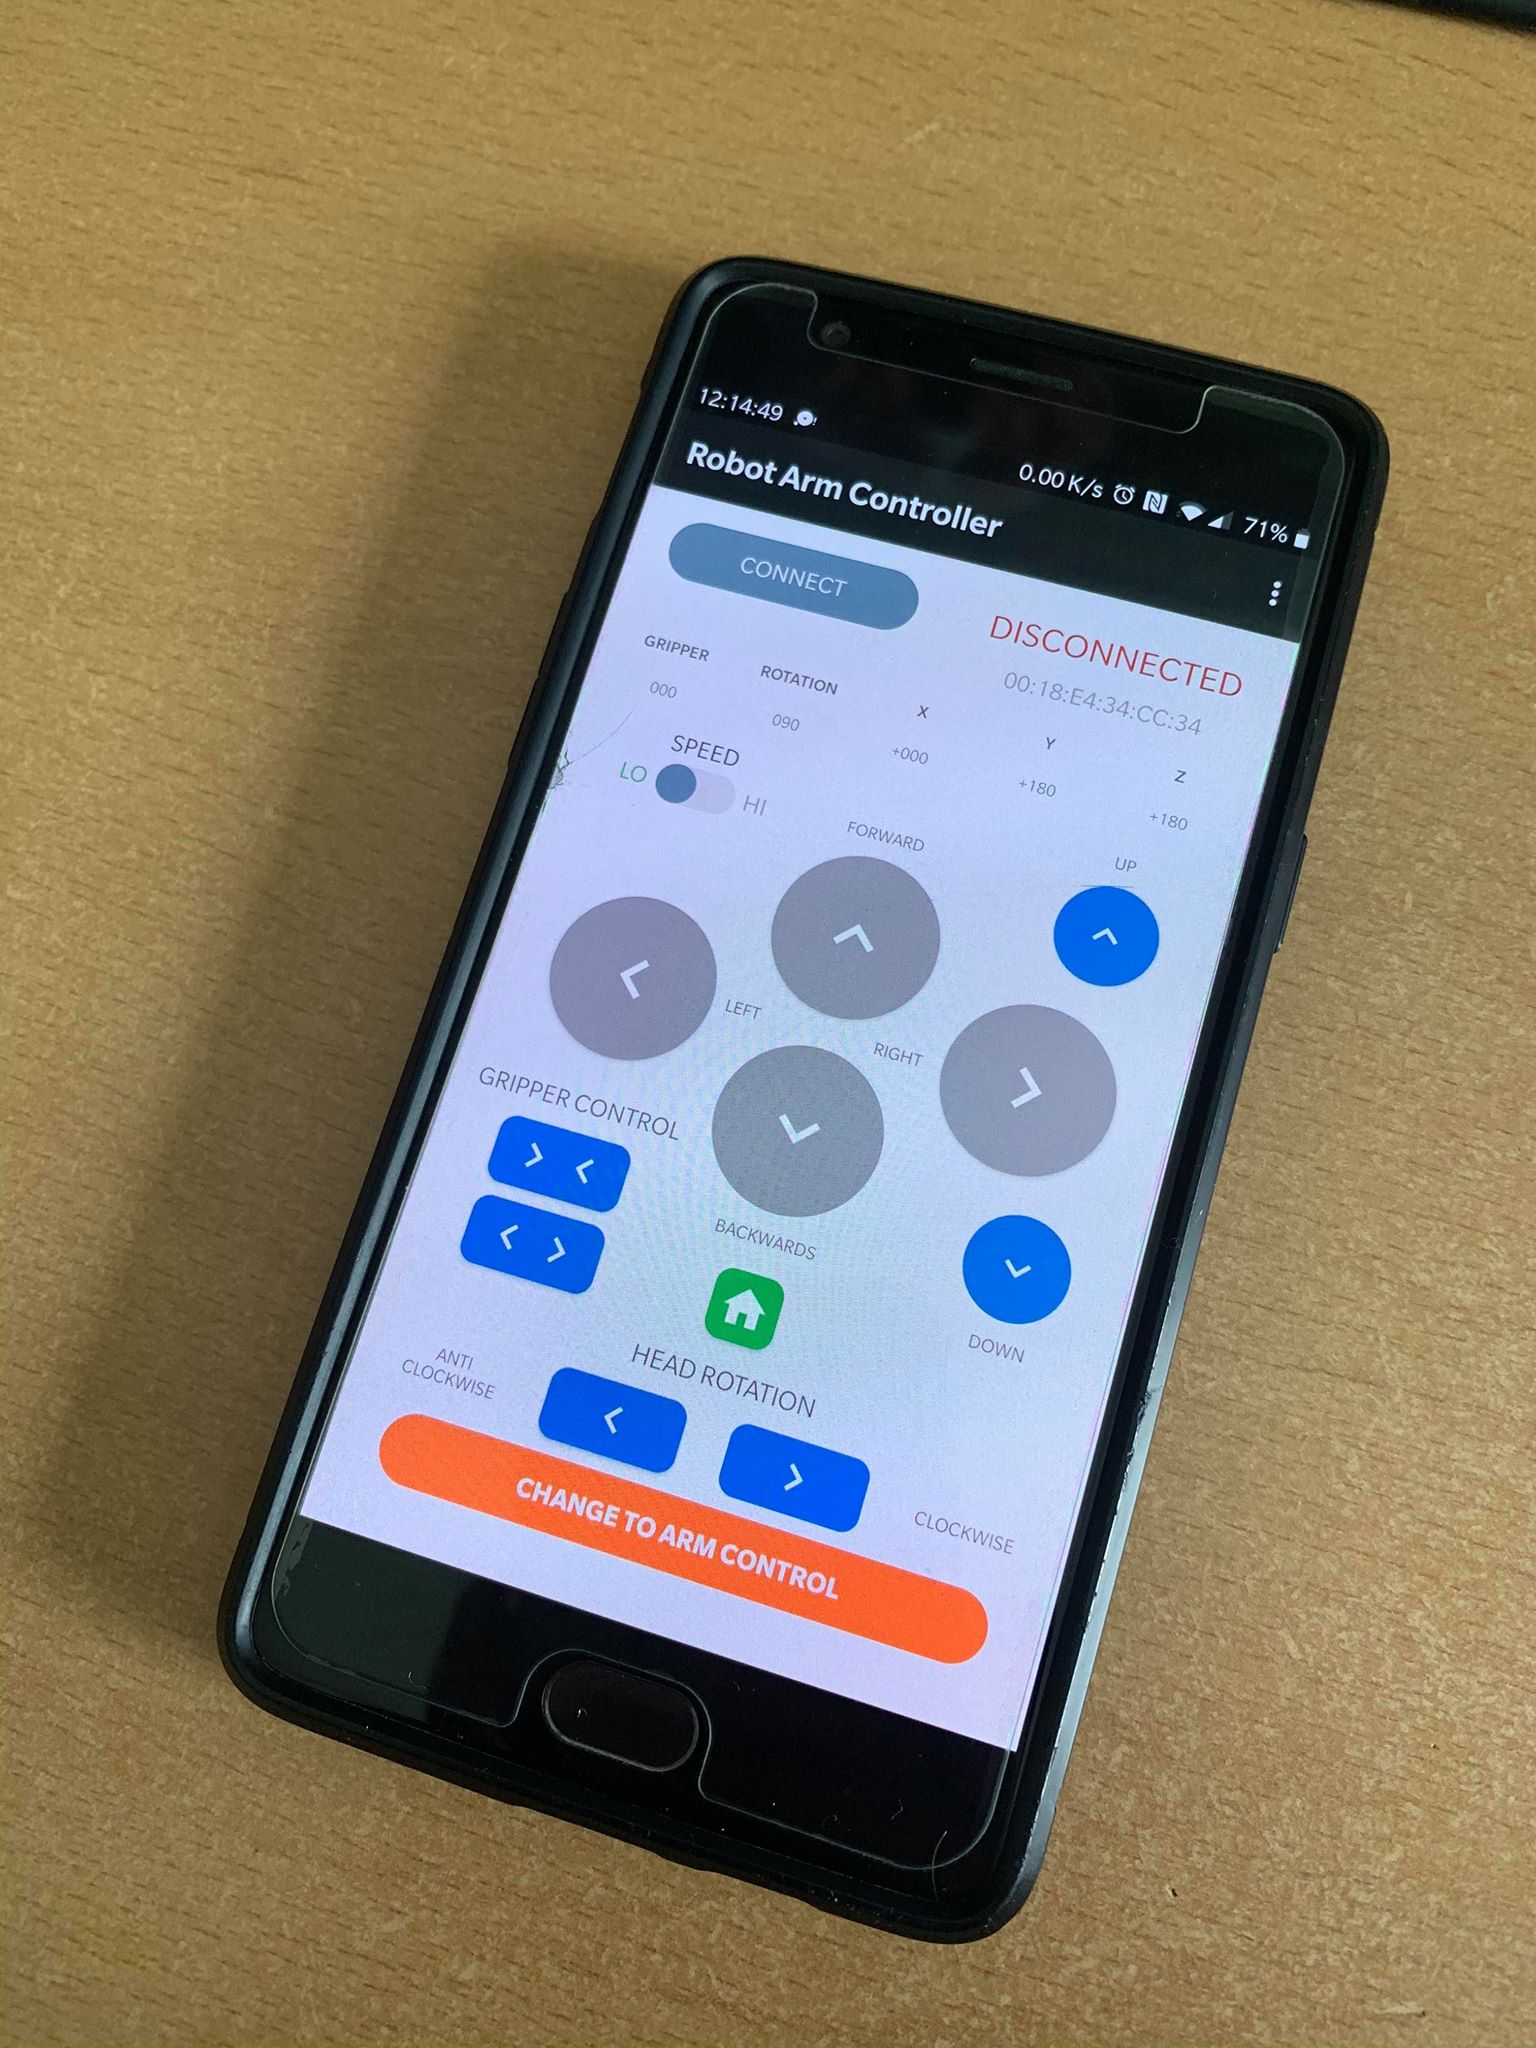 12:14:49
0.00 K/s 71%
Robot Arm Controller
CONNECT
DISCONNECTED
00:18:E4:34:CC:34
GRIPPER ROTATION X Y Z
000 090 +000 +180 +180
SPEED
LO HI
FORWARD
UP
LEFT
RIGHT
GRIPPER CONTROL
BACKWARDS
DOWN
HEAD ROTATION
ANTI
CLOCKWISE
CLOCKWISE
CHANGE TO ARM CONTROL